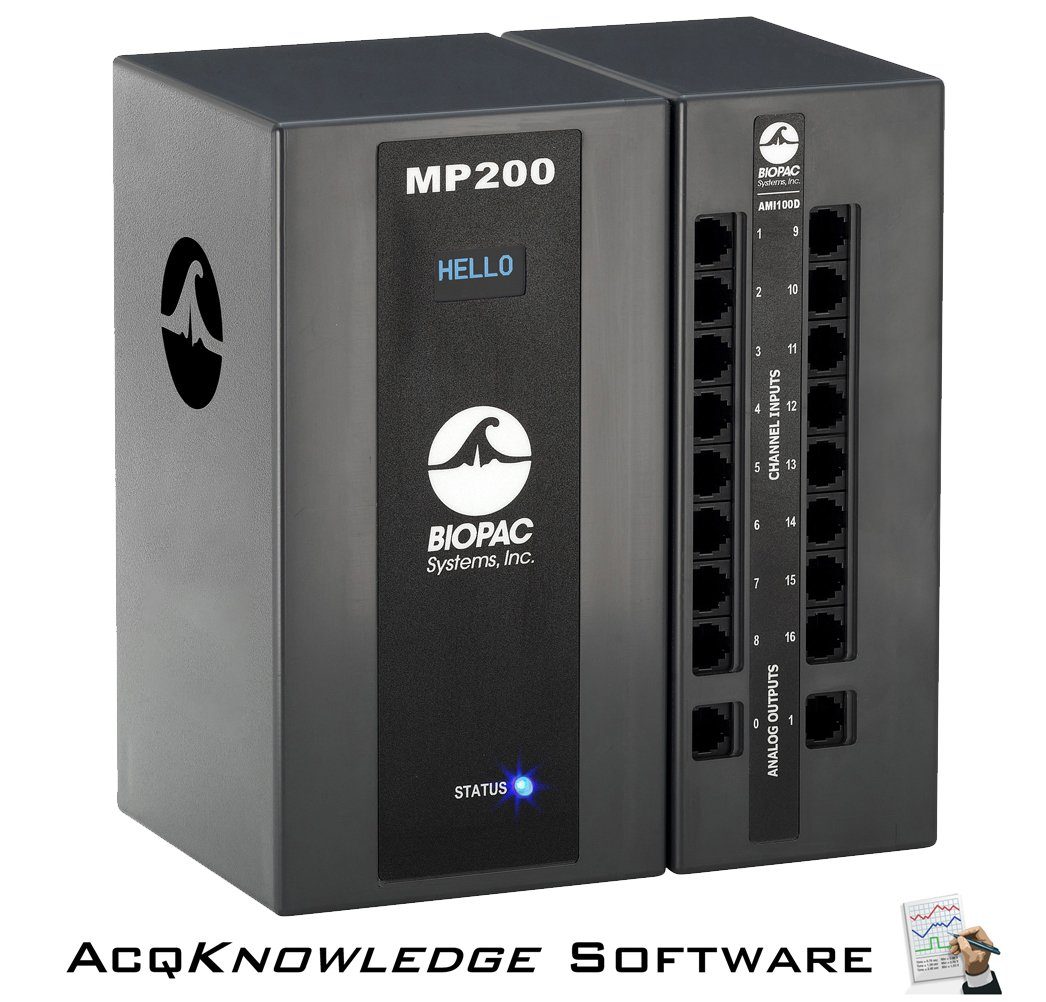 MP200
HELLO
BIOPAC
Systems, Inc.
STATUS
BIOPAC
Systems, Inc.
AMI100D
1 9
2 10
3 11
4 12
5 13
6 14
7 15
8 16
CHANNEL INPUTS
0 1
ANALOG OUTPUTS
ACQKNOWLEDGE SOFTWARE